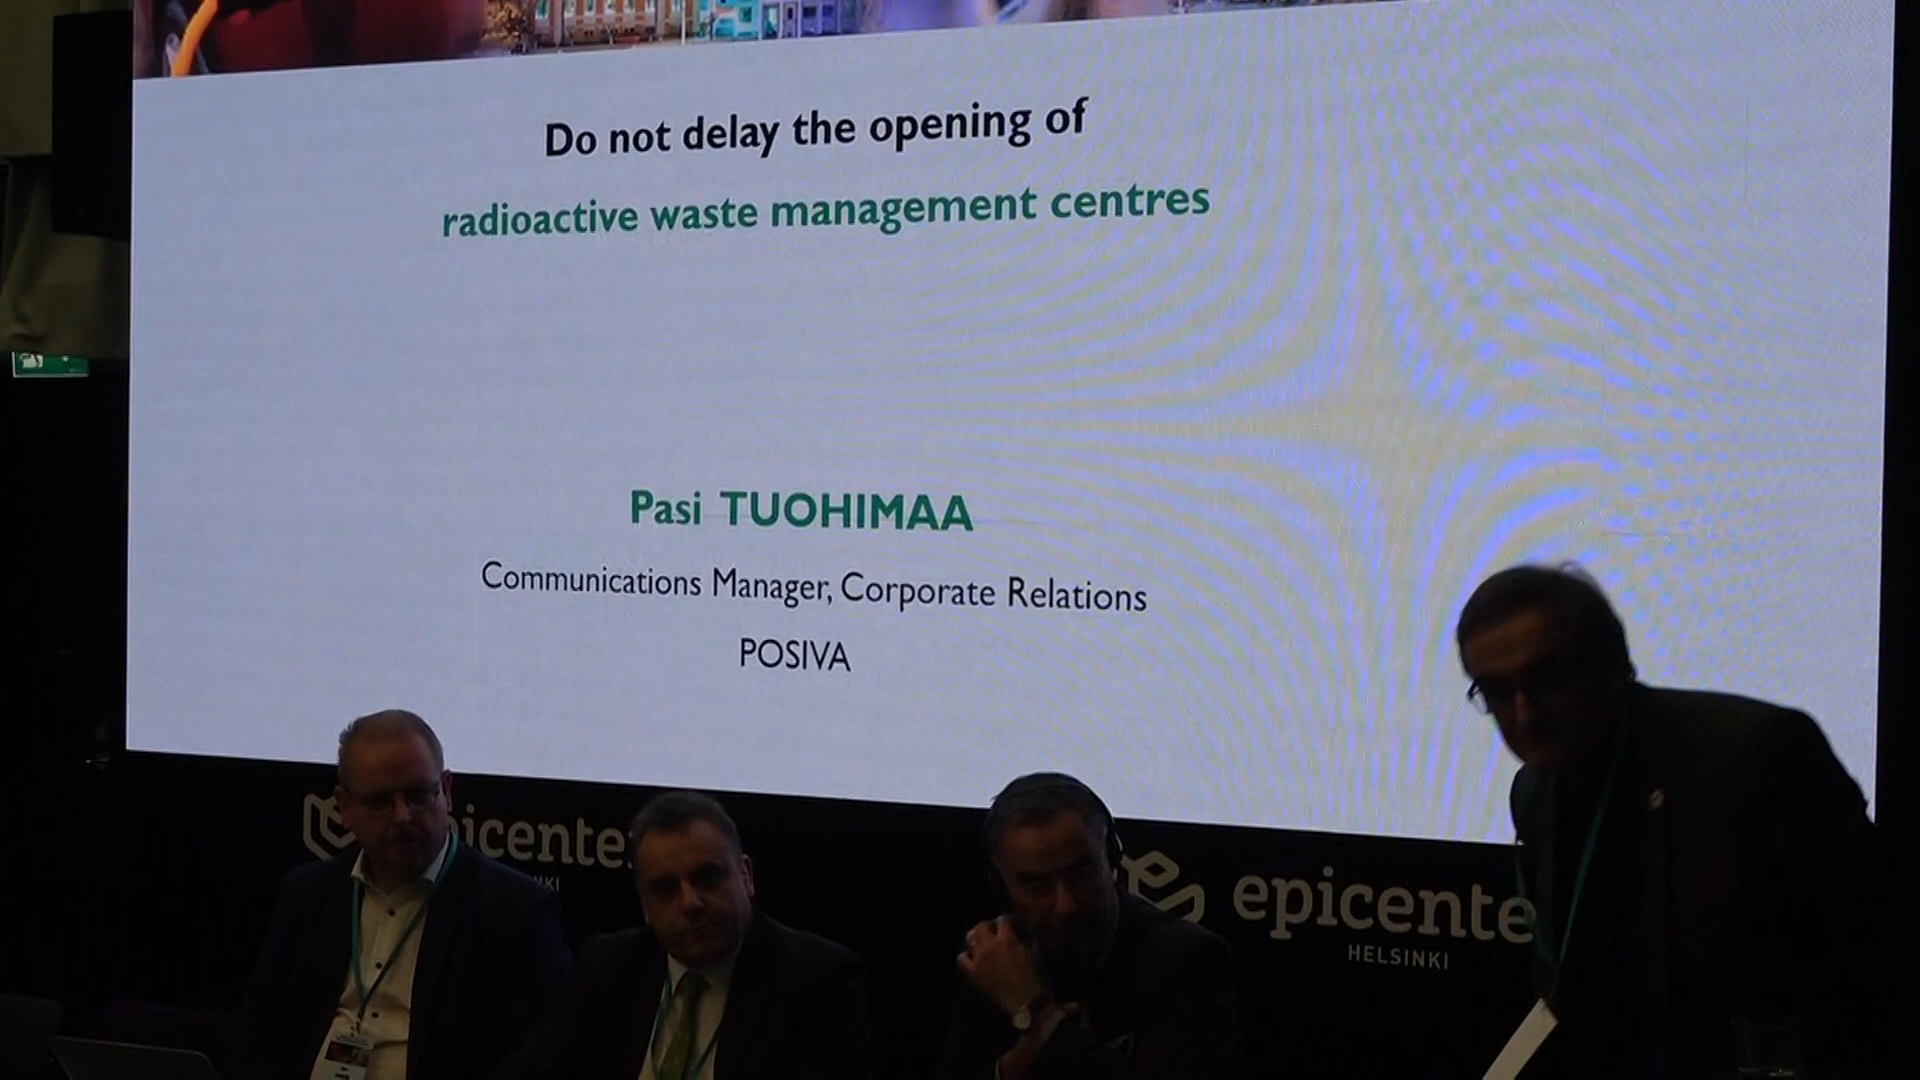 Do not delay the opening of
radioactive waste management centres
Pasi TUOHIMAA
Communications Manager, Corporate Relations
POSIVA
epicente
HELSINKI